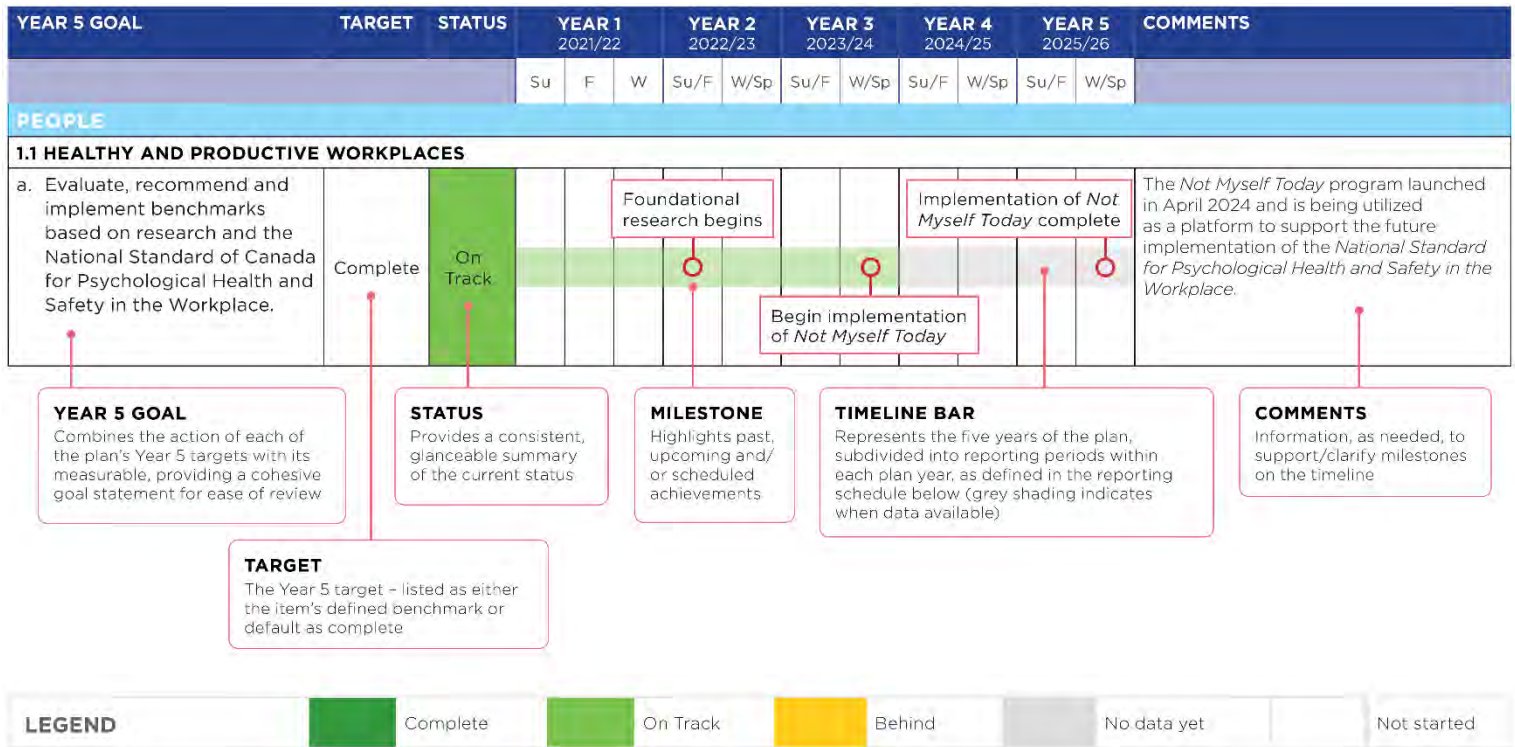 YEAR 5 GOAL TARGET STATUS YEAR 1 YEAR 2 YEAR 3 YEAR 4 YEAR 5 COMMENTS
2021/22 2022/23 2023/24 2024/25 2025/26
Su F W Su/F W/Sp Su/F W/Sp Su/F W/Sp Su/F W/Sp
PEOPLE
1.1 HEALTHY AND PRODUCTIVE WORKPLACES
a. Evaluate, recommend and
implement benchmarks
based on research and the
National Standard of Canada
for Psychological Health and
Safety in the Workplace.
Complete
On
Track
Foundational
research begins
Begin implementation
of Not Myself Today
Implementation of Not
Myself Today complete
The Not Myself Today program launched
in April 2024 and is being utilized
as a platform to support the future
implementation of the National Standard
for Psychological Health and Safety in the
Workplace.
YEAR 5 GOAL
Combines the action of each of
the plan's Year 5 targets with its
measurable, providing a cohesive
goal statement for ease of review
STATUS
Provides a consistent,
glanceable summary
of the current status
MILESTONE
Highlights past,
upcoming and/
or scheduled
achievements
TIMELINE BAR
Represents the five years of the plan,
subdivided into reporting periods within
each plan year, as defined in the reporting
schedule below (grey shading indicates
when data available)
COMMENTS
Information, as needed, to
support/clarify milestones
on the timeline
TARGET
The Year 5 target – listed as either
the item's defined benchmark or
default as complete
LEGEND Complete On Track Behind No data yet Not started